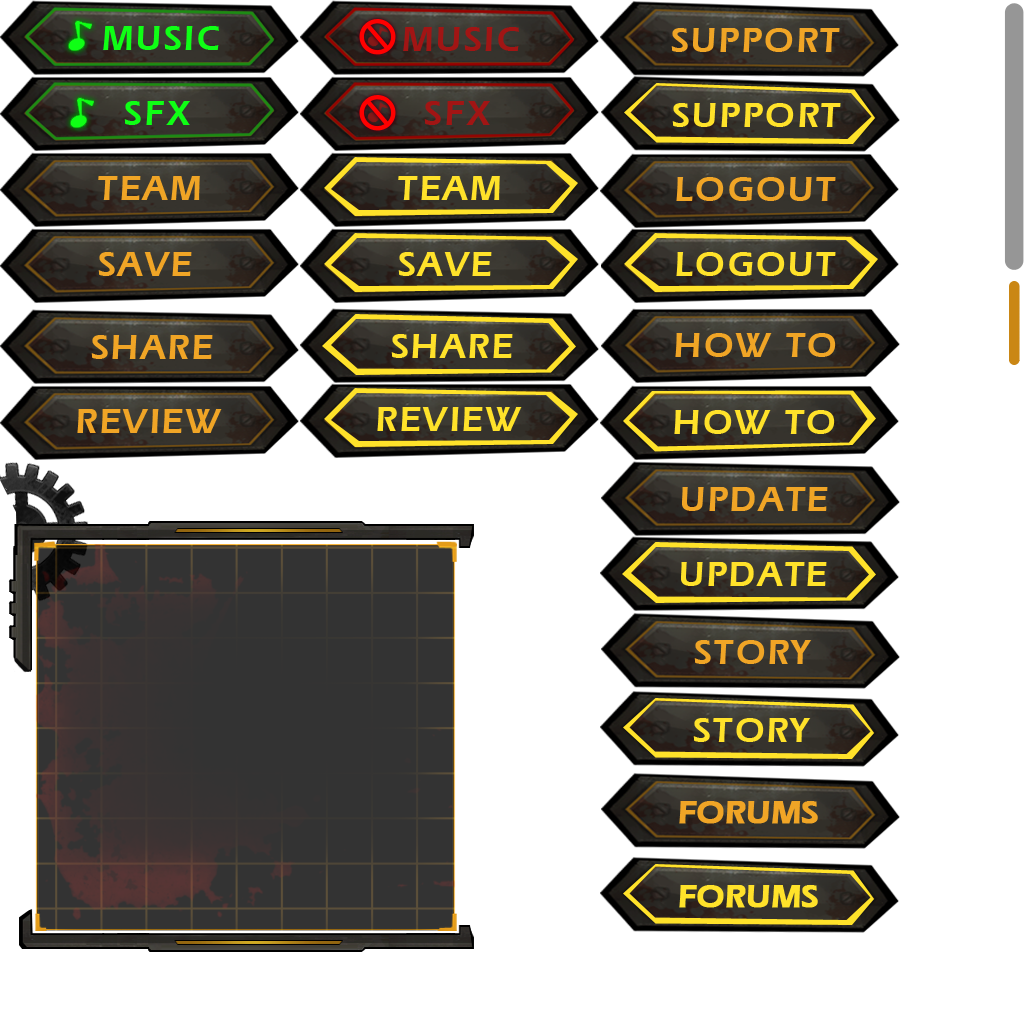 MUSIC
MUSIC
SUPPORT
SFX
SFX
SUPPORT
TEAM
TEAM
LOGOUT
SAVE
SAVE
LOGOUT
SHARE
SHARE
HOW TO
REVIEW
REVIEW
HOW TO
UPDATE
UPDATE
STORY
STORY
FORUMS
FORUMS